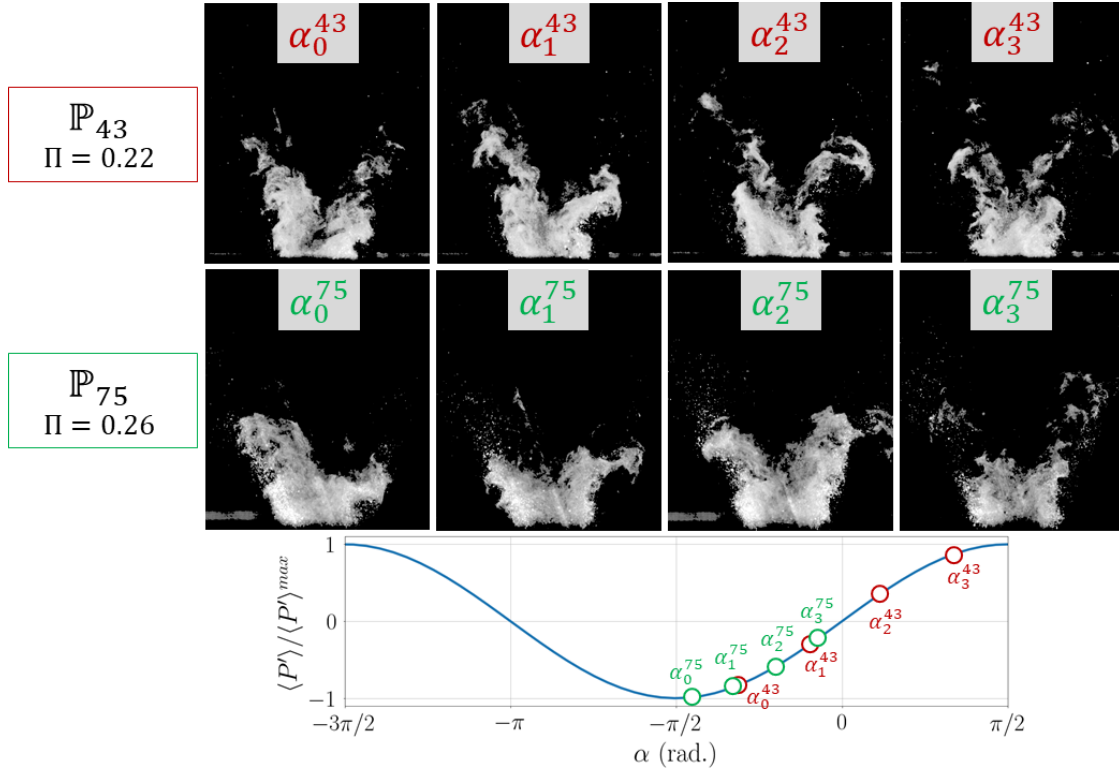 α₀⁴³ α₁⁴³ α₂⁴³ α₃⁴³
ℙ₄₃
Π = 0.22
α₀⁷⁵ α₁⁷⁵ α₂⁷⁵ α₃⁷⁵
ℙ₇₅
Π = 0.26
⟨P′⟩/⟨P′⟩ᵐᵃˣ
1
0
−1
α₀⁷⁵
α₁⁷⁵
α₂⁷⁵
α₃⁷⁵
α₀⁴³
α₁⁴³
α₂⁴³
α₃⁴³
−3π/2 −π −π/2 0 π/2
α (rad.)